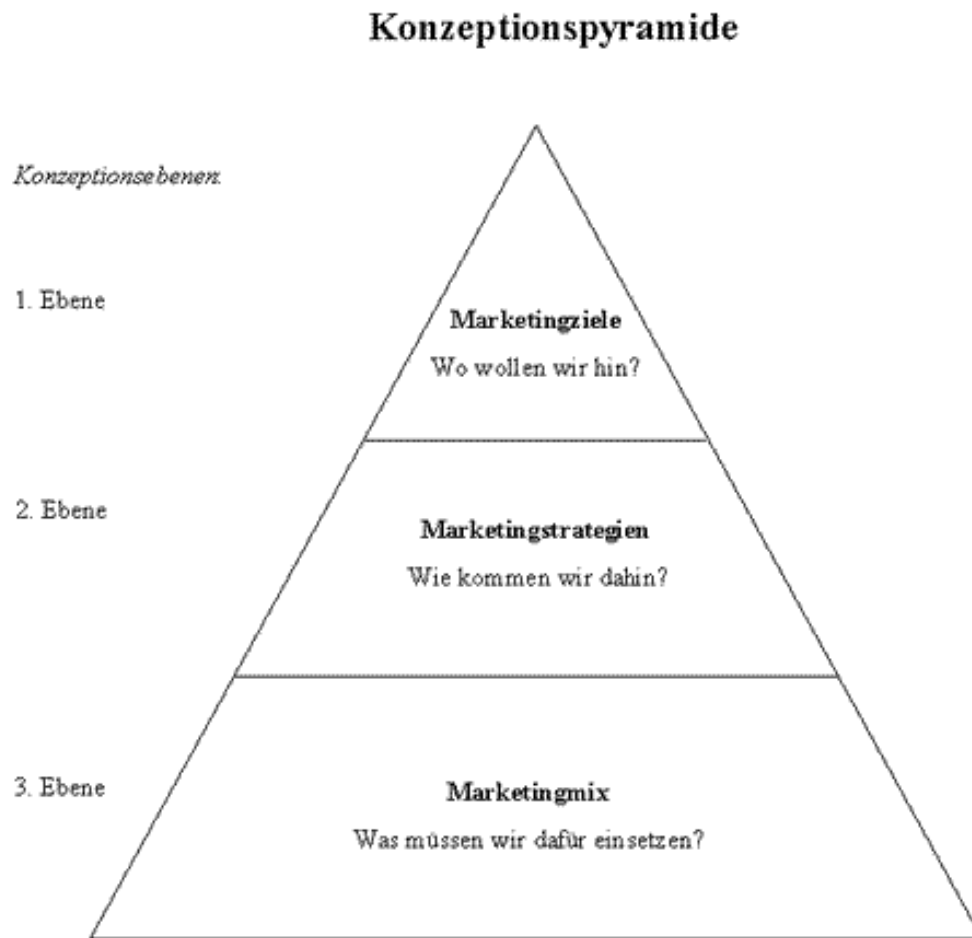 Konzeptionspyramide
Konzeptionsebenen:
1. Ebene
Marketingziele
Wo wollen wir hin?
2. Ebene
Marketingstrategien
Wie kommen wir dahin?
3. Ebene
Marketingmix
Was müssen wir dafür einsetzen?